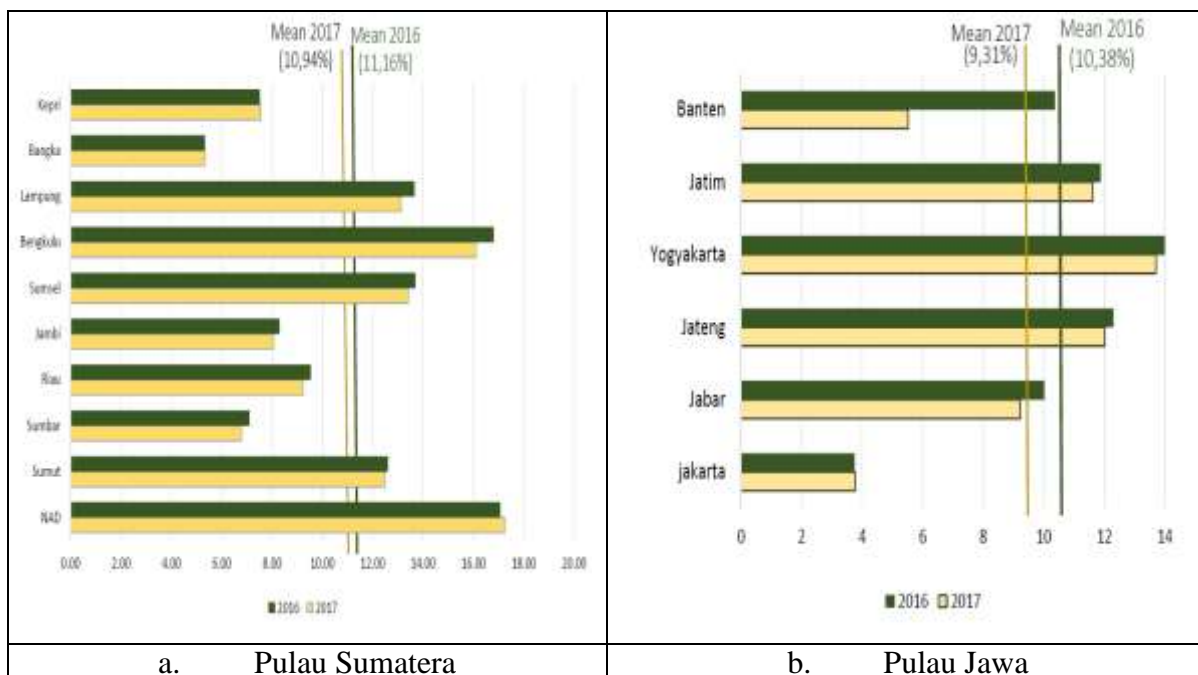 Mean 2017
(10,94%)
Mean 2016
(11,16%)
Kepri
Bangka
Lampung
Bengkulu
Sumsel
Jambi
Riau
Sumbar
Sumut
NAD
0.00 2.00 4.00 6.00 8.00 10.00 12.00 14.00 16.00 18.00 20.00
2016 2017
Mean 2017
(9,31%)
Mean 2016
(10,38%)
Banten
Jatim
Yogyakarta
Jateng
Jabar
jakarta
0 2 4 6 8 10 12 14
2016 2017
a. Pulau Sumatera
b. Pulau Jawa